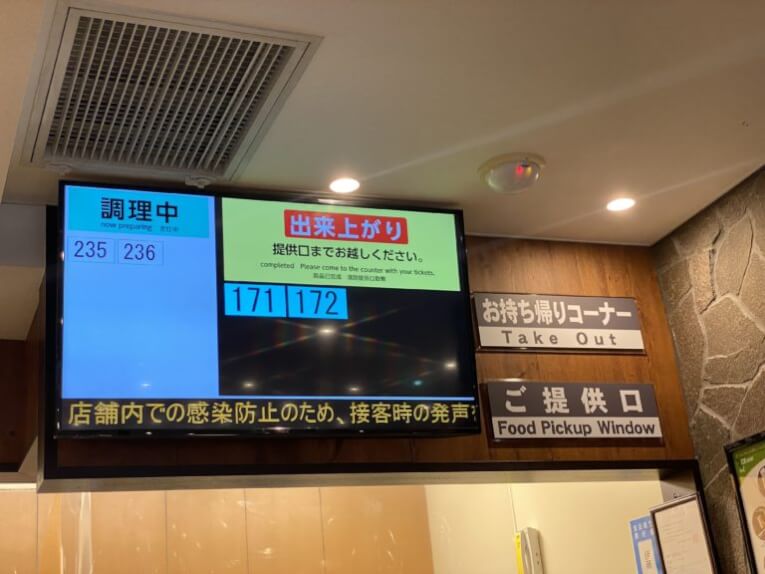 調理中
now preparing
235 236
出来上がり
提供口までお越しください。
completed Please come to the counter with your tickets.
171 172
店舗内での感染防止のため、接客時の発声
お持ち帰りコーナー
Take Out
ご提供口
Food Pickup Window